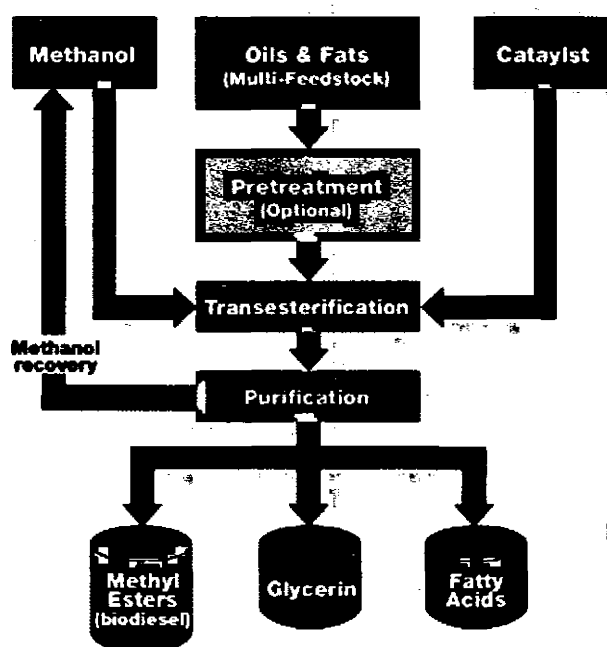 Methanol
Oils & Fats
(Multi-Feedstock)
Cataylst
Pretreatment
(Optional)
Transesterification
Methanol
recovery
Purification
Methyl
Esters
(biodiesel)
Glycerin
Fatty
Acids